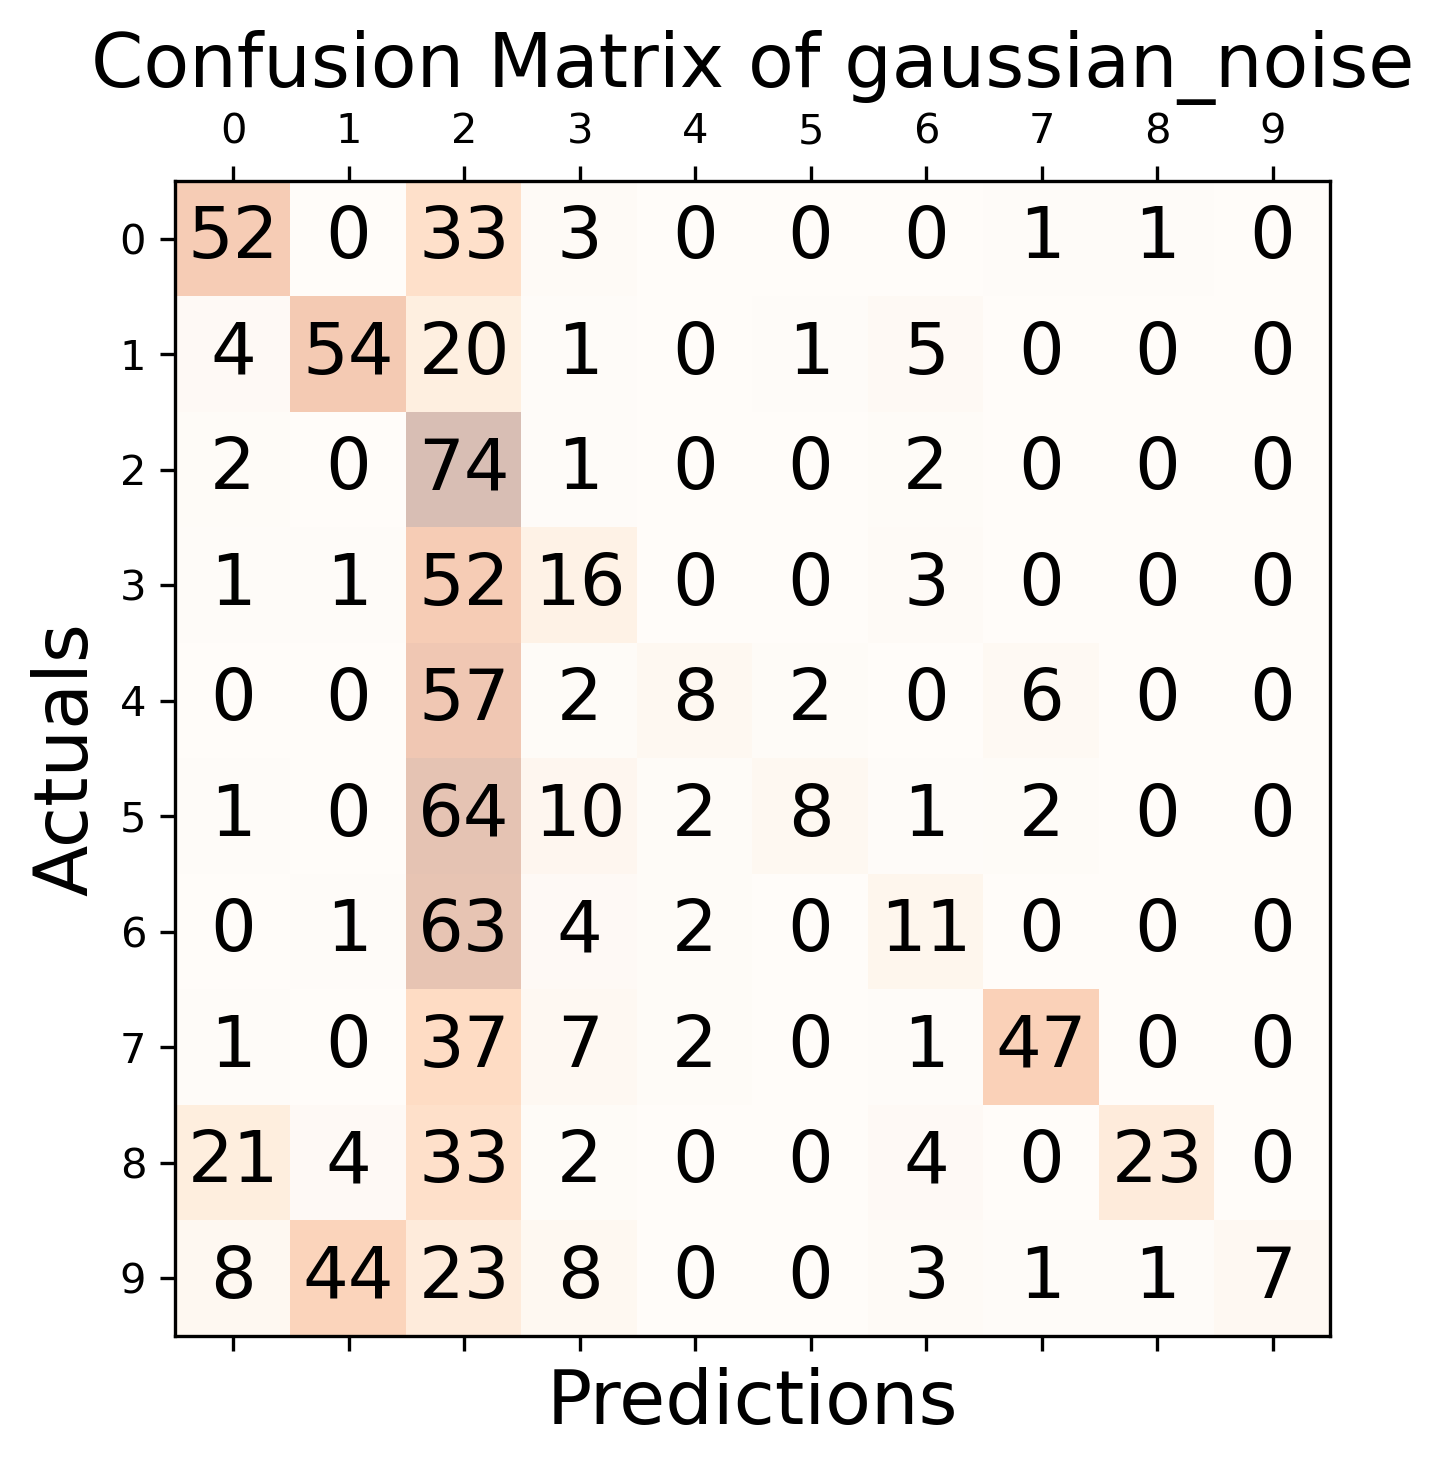 Confusion Matrix of gaussian_noise
0 1 2 3 4 5 6 7 8 9
0 52 0 33 3 0 0 0 1 1 0
1 4 54 20 1 0 1 5 0 0 0
2 2 0 74 1 0 0 2 0 0 0
3 1 1 52 16 0 0 3 0 0 0
4 0 0 57 2 8 2 0 6 0 0
5 1 0 64 10 2 8 1 2 0 0
6 0 1 63 4 2 0 11 0 0 0
7 1 0 37 7 2 0 1 47 0 0
8 21 4 33 2 0 0 4 0 23 0
9 8 44 23 8 0 0 3 1 1 7
Actuals
Predictions